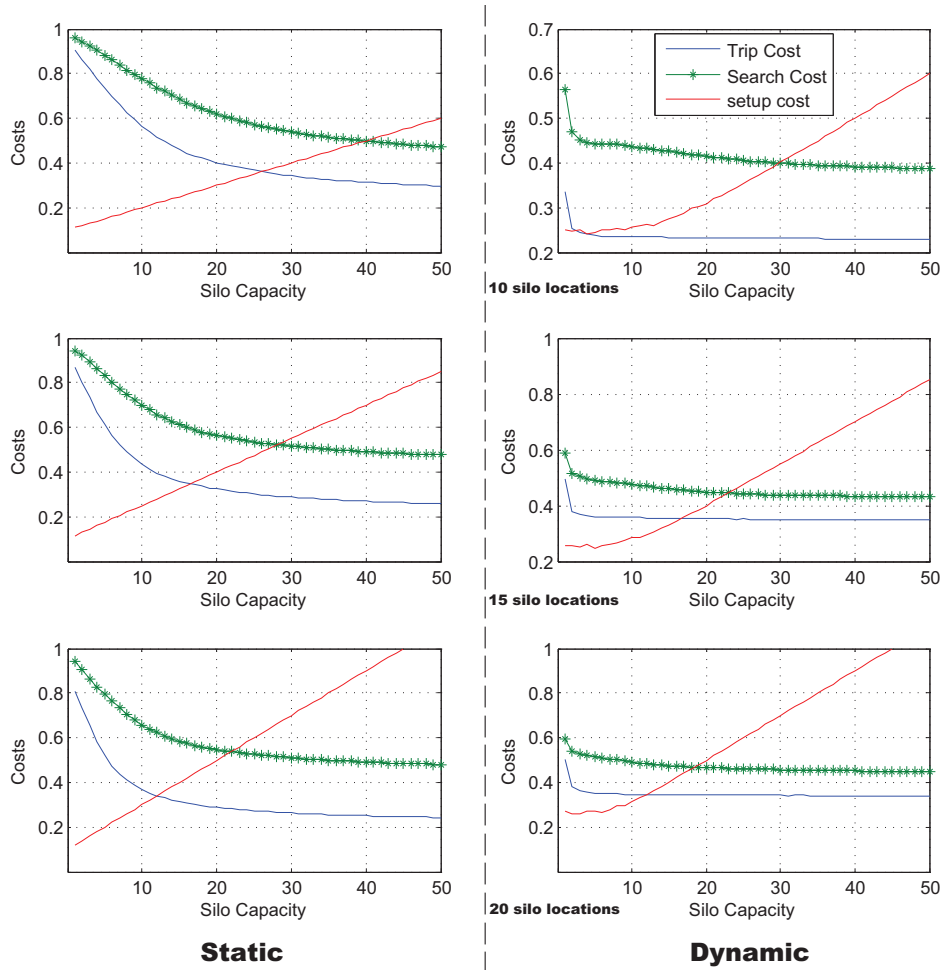 1
0.8
0.6
0.4
0.2
Costs
10 20 30 40 50
Silo Capacity
0.7
0.6
0.5
0.4
0.3
0.2
Costs
Trip Cost
Search Cost
setup cost
10 20 30 40 50
Silo Capacity
10 silo locations
1
0.8
0.6
0.4
0.2
Costs
10 20 30 40 50
Silo Capacity
1
0.8
0.6
0.4
0.2
Costs
10 20 30 40 50
Silo Capacity
15 silo locations
1
0.8
0.6
0.4
0.2
Costs
10 20 30 40 50
Silo Capacity
1
0.8
0.6
0.4
0.2
Costs
10 20 30 40 50
Silo Capacity
20 silo locations
Static
Dynamic